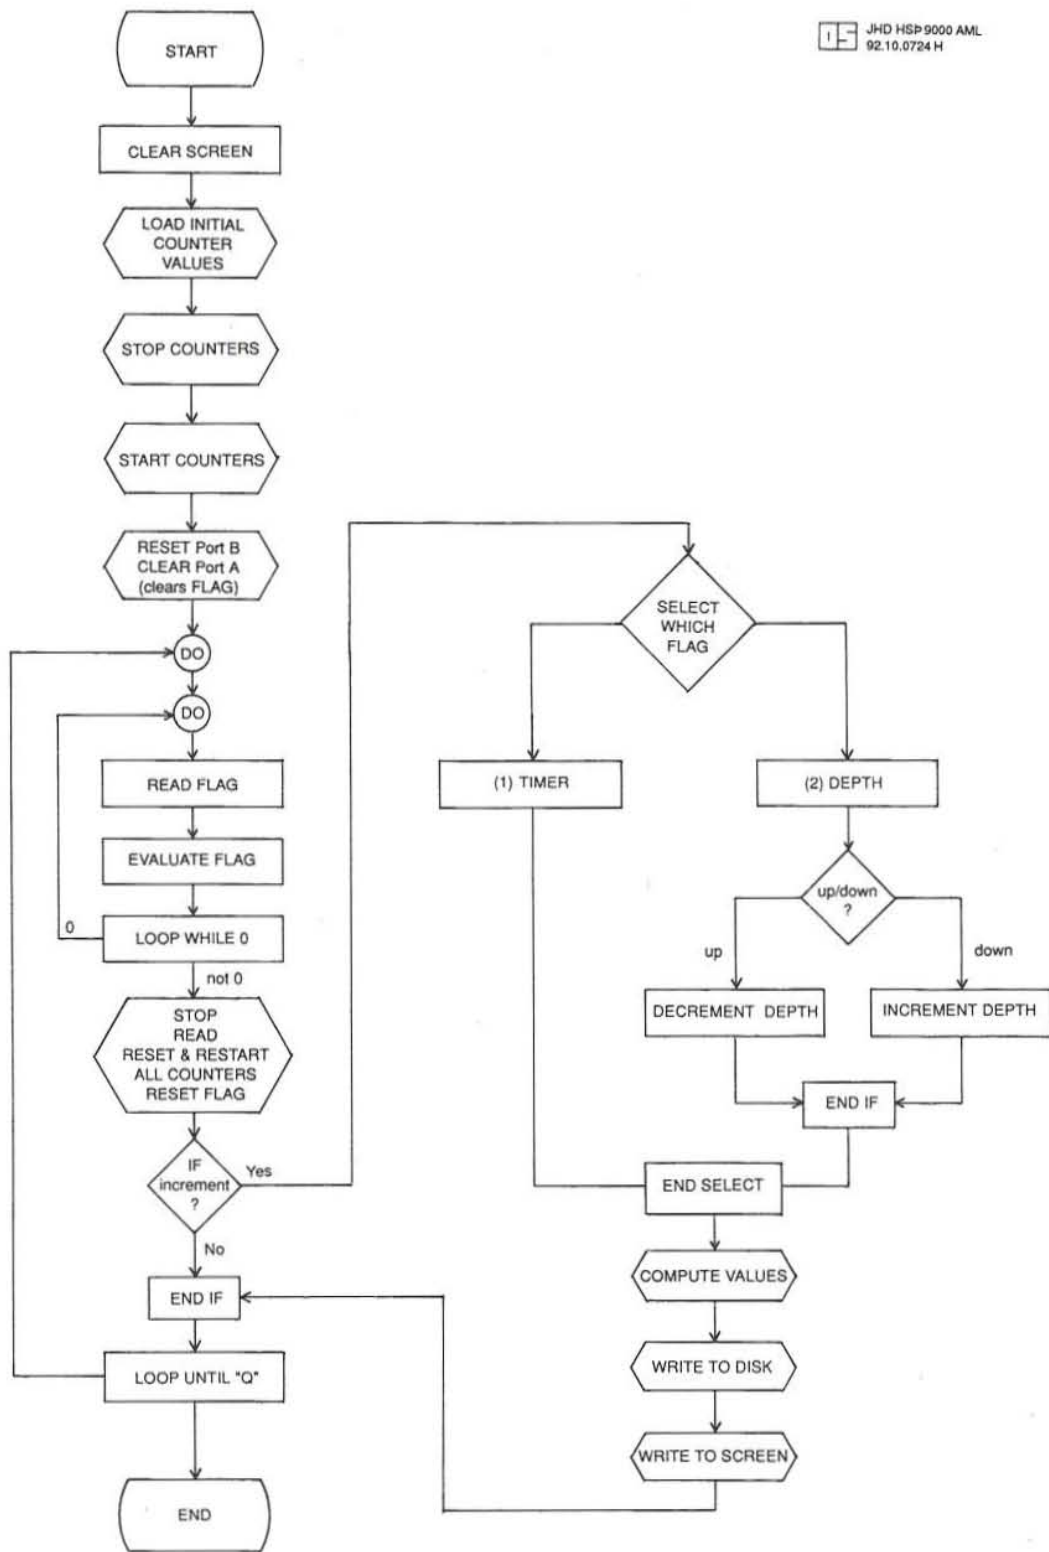 JHD HSÞ 9000 AML
92.10.0724 H
START
CLEAR SCREEN
LOAD INITIAL
COUNTER
VALUES
STOP COUNTERS
START COUNTERS
RESET Port B
CLEAR Port A
(clears FLAG)
DO
DO
READ FLAG
EVALUATE FLAG
0
LOOP WHILE 0
not 0
STOP
READ
RESET & RESTART
ALL COUNTERS
RESET FLAG
IF
increment
?
Yes
No
END IF
LOOP UNTIL "Q"
END
SELECT
WHICH
FLAG
(1) TIMER
(2) DEPTH
up/down
?
up
down
DECREMENT DEPTH
INCREMENT DEPTH
END IF
END SELECT
COMPUTE VALUES
WRITE TO DISK
WRITE TO SCREEN